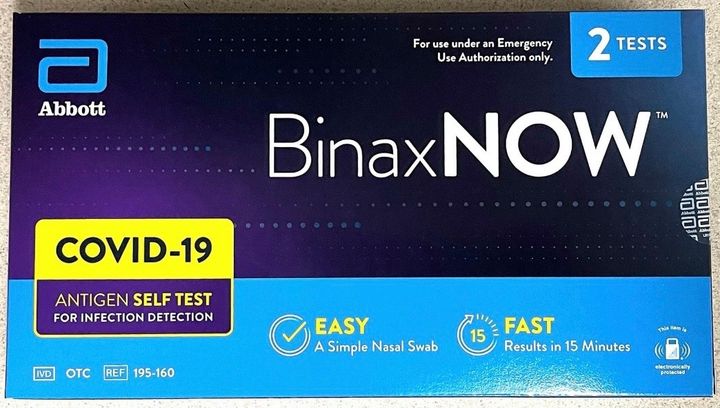 Abbott
For use under an Emergency
Use Authorization only.
2 TESTS
BinaxNOW™
COVID-19
ANTIGEN SELF TEST
FOR INFECTION DETECTION
EASY
A Simple Nasal Swab
15
FAST
Results in 15 Minutes
This item is
electronically
protected
IVD OTC REF 195-160